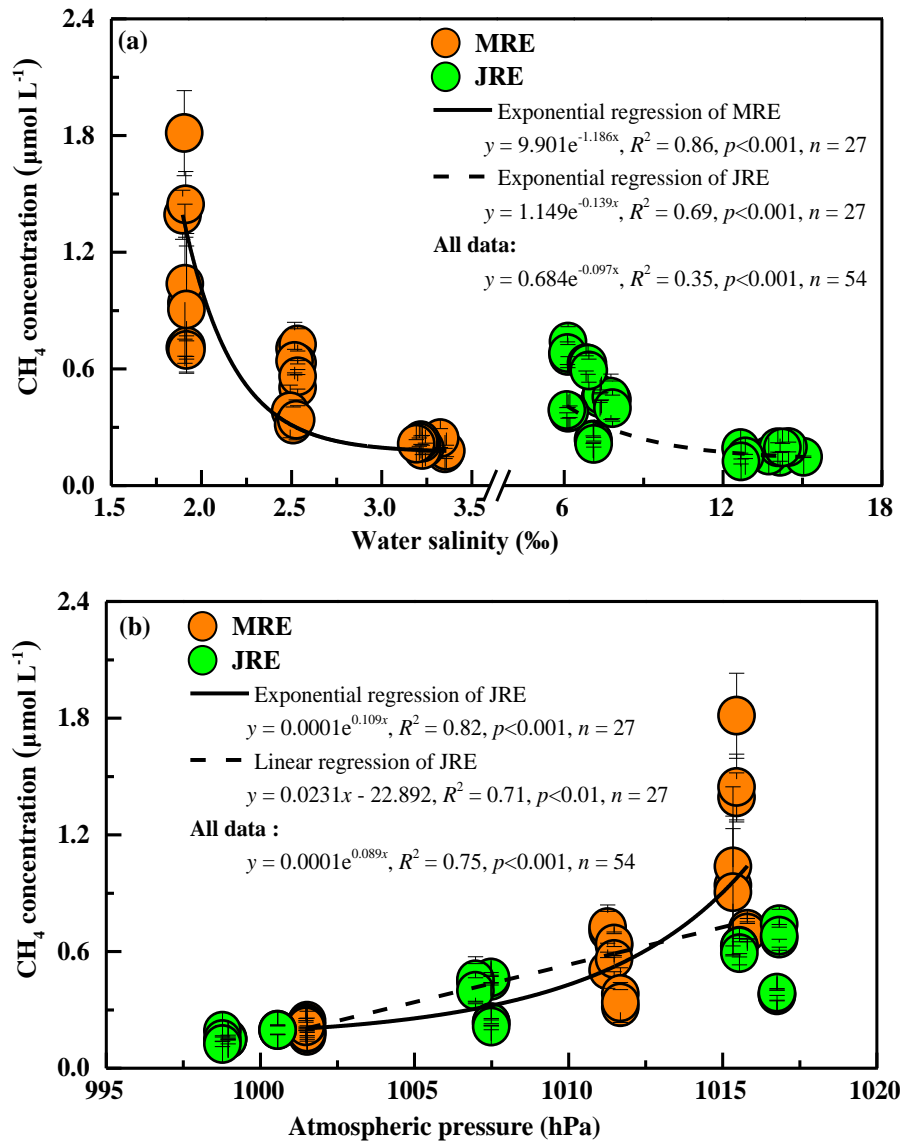 (a)
MRE
JRE
Exponential regression of MRE
y = 9.901e^-1.186x, R² = 0.86, p<0.001, n = 27
Exponential regression of JRE
y = 1.149e^-0.139x, R² = 0.69, p<0.001, n = 27
All data:
y = 0.684e^-0.097x, R² = 0.35, p<0.001, n = 54
CH₄ concentration (μmol L⁻¹)
2.4
1.8
1.2
0.6
0.0
1.5 2.0 2.5 3.0 3.5 6 12 18
Water salinity (‰)
(b)
MRE
JRE
Exponential regression of JRE
y = 0.0001e^0.109x, R² = 0.82, p<0.001, n = 27
Linear regression of JRE
y = 0.0231x - 22.892, R² = 0.71, p<0.01, n = 27
All data :
y = 0.0001e^0.089x, R² = 0.75, p<0.001, n = 54
CH₄ concentration (μmol L⁻¹)
2.4
1.8
1.2
0.6
0.0
995 1000 1005 1010 1015 1020
Atmospheric pressure (hPa)